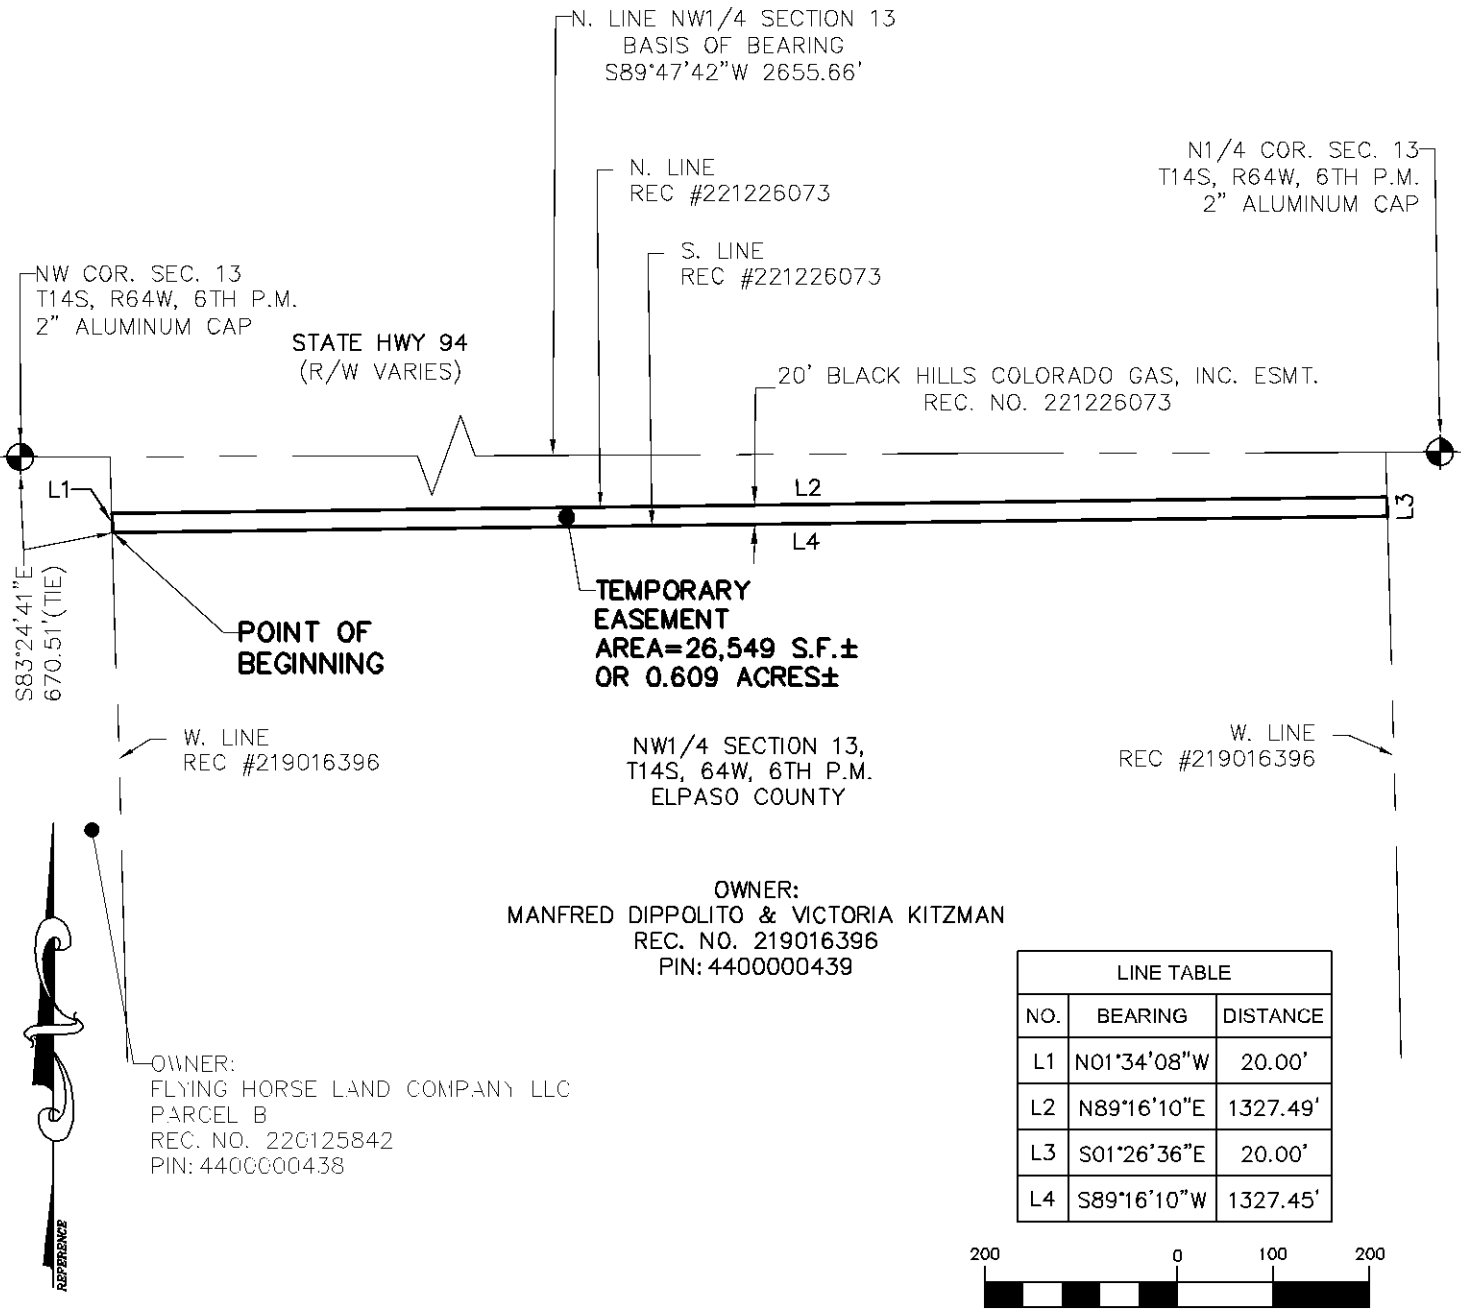 N. LINE NW1/4 SECTION 13
BASIS OF BEARING
S89°47'42"W 2655.66'
N. LINE
REC #221226073
N1/4 COR. SEC. 13
T14S, R64W, 6TH P.M.
2" ALUMINUM CAP
S. LINE
REC #221226073
NW COR. SEC. 13
T14S, R64W, 6TH P.M.
2" ALUMINUM CAP
STATE HWY 94
(R/W VARIES)
20' BLACK HILLS COLORADO GAS, INC. ESMT.
REC. NO. 221226073
L1
L2
L3
L4
S83°24'41"E
670.51'(TIE)
POINT OF
BEGINNING
TEMPORARY
EASEMENT
AREA=26,549 S.F.±
OR 0.609 ACRES±
W. LINE
REC #219016396
NW1/4 SECTION 13,
T14S, 64W, 6TH P.M.
ELPASO COUNTY
W. LINE
REC #219016396
OWNER:
MANFRED DIPPOLITO & VICTORIA KITZMAN
REC. NO. 219016396
PIN: 4400000439
OWNER:
FLYING HORSE LAND COMPANY LLC
PARCEL B
REC. NO. 220125842
PIN: 4400000438
REFERENCE
LINE TABLE
NO. BEARING DISTANCE
L1 N01°34'08"W 20.00'
L2 N89°16'10"E 1327.49'
L3 S01°26'36"E 20.00'
L4 S89°16'10"W 1327.45'
200 0 100 200